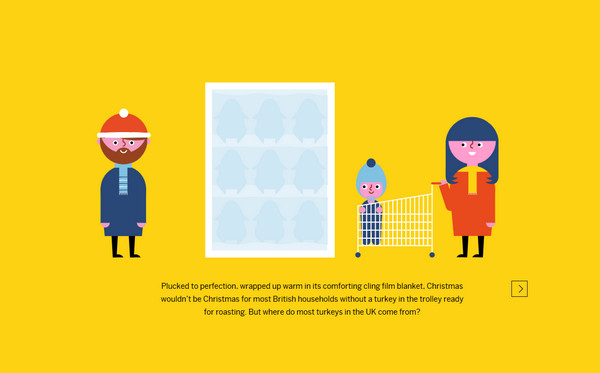 Plucked to perfection, wrapped up warm in its comforting cling film blanket. Christmas
wouldn't be Christmas for most British households without a turkey in the trolley ready
for roasting. But where do most turkeys in the UK come from?